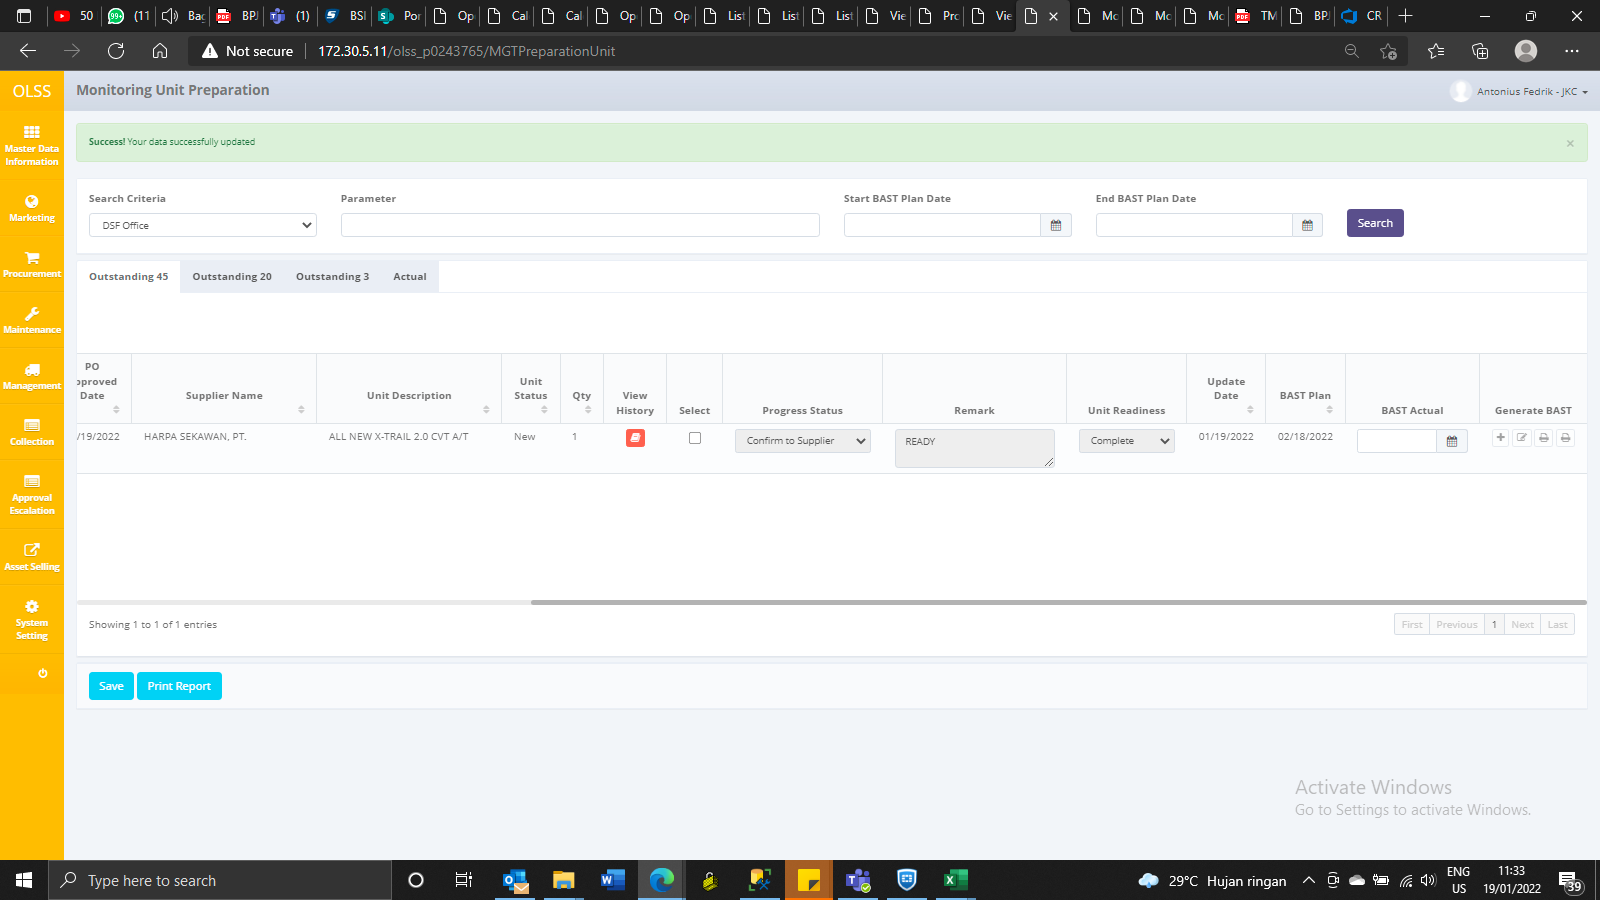 50
99+
(11
Bac
PDF
BPJ
(1)
BSI
Por
Op
Cal
Cal
Op
Op
List
List
List
Vie
Pro
Vie
Mc
Mc
Mc
PDF
TM
BPJ
CR
Not secure
172.30.5.11/olss_p0243765/MGTPreparationUnit
OLSS
Monitoring Unit Preparation
Antonius Fedrik - JKC
Master Data
Information
Marketing
Procurement
Maintenance
Management
Collection
Approval
Escalation
Asset Selling
System
Setting
Success! Your data successfully updated
×
Search Criteria
Parameter
Start BAST Plan Date
End BAST Plan Date
DSF Office
Search
Outstanding 45
Outstanding 20
Outstanding 3
Actual
PO
pproved
Date
Supplier Name
Unit Description
Unit
Status
Qty
View
History
Select
Progress Status
Remark
Unit Readiness
Update
Date
BAST Plan
BAST Actual
Generate BAST
/19/2022
HARPA SEKAWAN, PT.
ALL NEW X-TRAIL 2.0 CVT A/T
New
1
Confirm to Supplier
READY
Complete
01/19/2022
02/18/2022
Showing 1 to 1 of 1 entries
First
Previous
1
Next
Last
Save
Print Report
Activate Windows
Go to Settings to activate Windows.
Type here to search
29°C Hujan ringan
ENG
US
11:33
19/01/2022
39